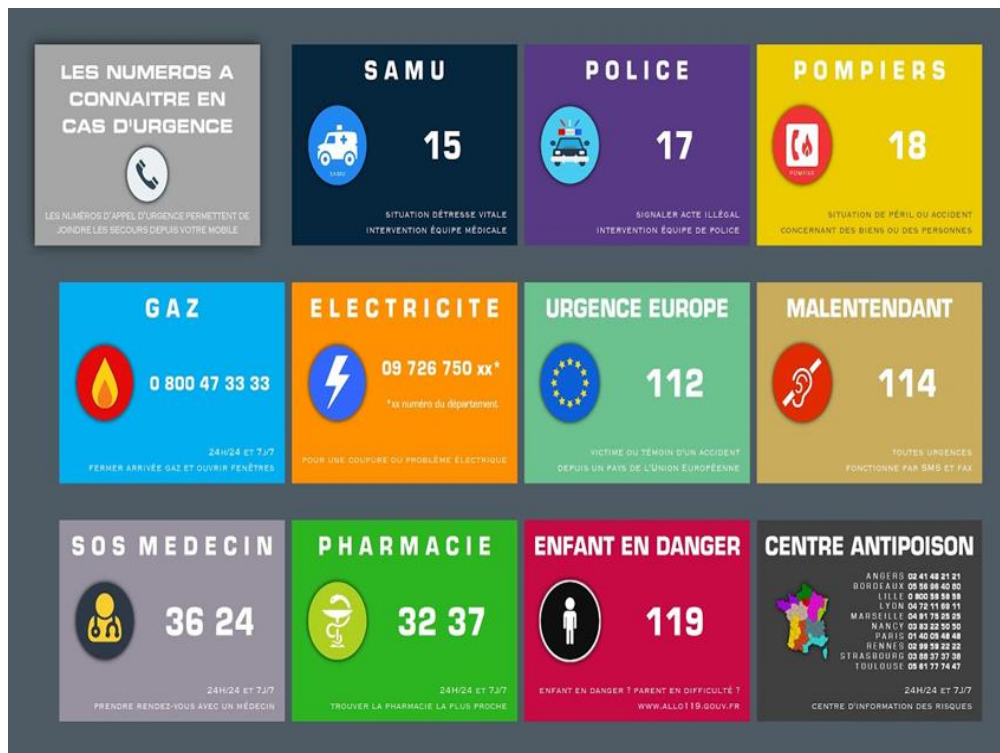 LES NUMEROS A
CONNAITRE EN
CAS D'URGENCE
LES NUMÉROS D'APPEL D'URGENCE PERMETTENT DE
JOINDRE LES SECOURS DEPUIS VOTRE MOBILE
SAMU
15
SAMU
SITUATION DÉTRESSE VITALE
INTERVENTION ÉQUIPE MÉDICALE
POLICE
17
SIGNALER ACTE ILLÉGAL
INTERVENTION ÉQUIPE DE POLICE
POMPIERS
18
POMPIER
SITUATION DE PÉRIL OU ACCIDENT
CONCERNANT DES BIENS OU DES PERSONNES
GAZ
0 800 47 33 33
24H/24 ET 7J/7
FERMER ARRIVÉE GAZ ET OUVRIR FENÊTRES
ELECTRICITE
09 726 750 xx*
*xx numéro du département
POUR UNE COUPURE OU PROBLÈME ÉLECTRIQUE
URGENCE EUROPE
112
VICTIME OU TÉMOIN D'UN ACCIDENT
DEPUIS UN PAYS DE L'UNION EUROPÉENNE
MALENTENDANT
114
TOUTES URGENCES
FONCTIONNE PAR SMS ET FAX
SOS MEDECIN
36 24
24H/24 ET 7J/7
PRENDRE RENDEZ-VOUS AVEC UN MÉDECIN
PHARMACIE
32 37
24H/24 ET 7J/7
TROUVER LA PHARMACIE LA PLUS PROCHE
ENFANT EN DANGER
119
ENFANT EN DANGER ? PARENT EN DIFFICULTÉ ?
WWW.ALLO119.GOUV.FR
CENTRE ANTIPOISON
ANGERS 02 41 48 21 21
BORDEAUX 05 56 96 40 80
LILLE 0 800 59 59 59
LYON 04 72 11 69 11
MARSEILLE 04 91 75 25 25
NANCY 03 83 22 50 50
PARIS 01 40 05 48 48
RENNES 02 99 59 22 22
STRASBOURG 03 88 37 37 38
TOULOUSE 05 61 77 74 47
24H/24 ET 7J/7
CENTRE D'INFORMATION DES RISQUES